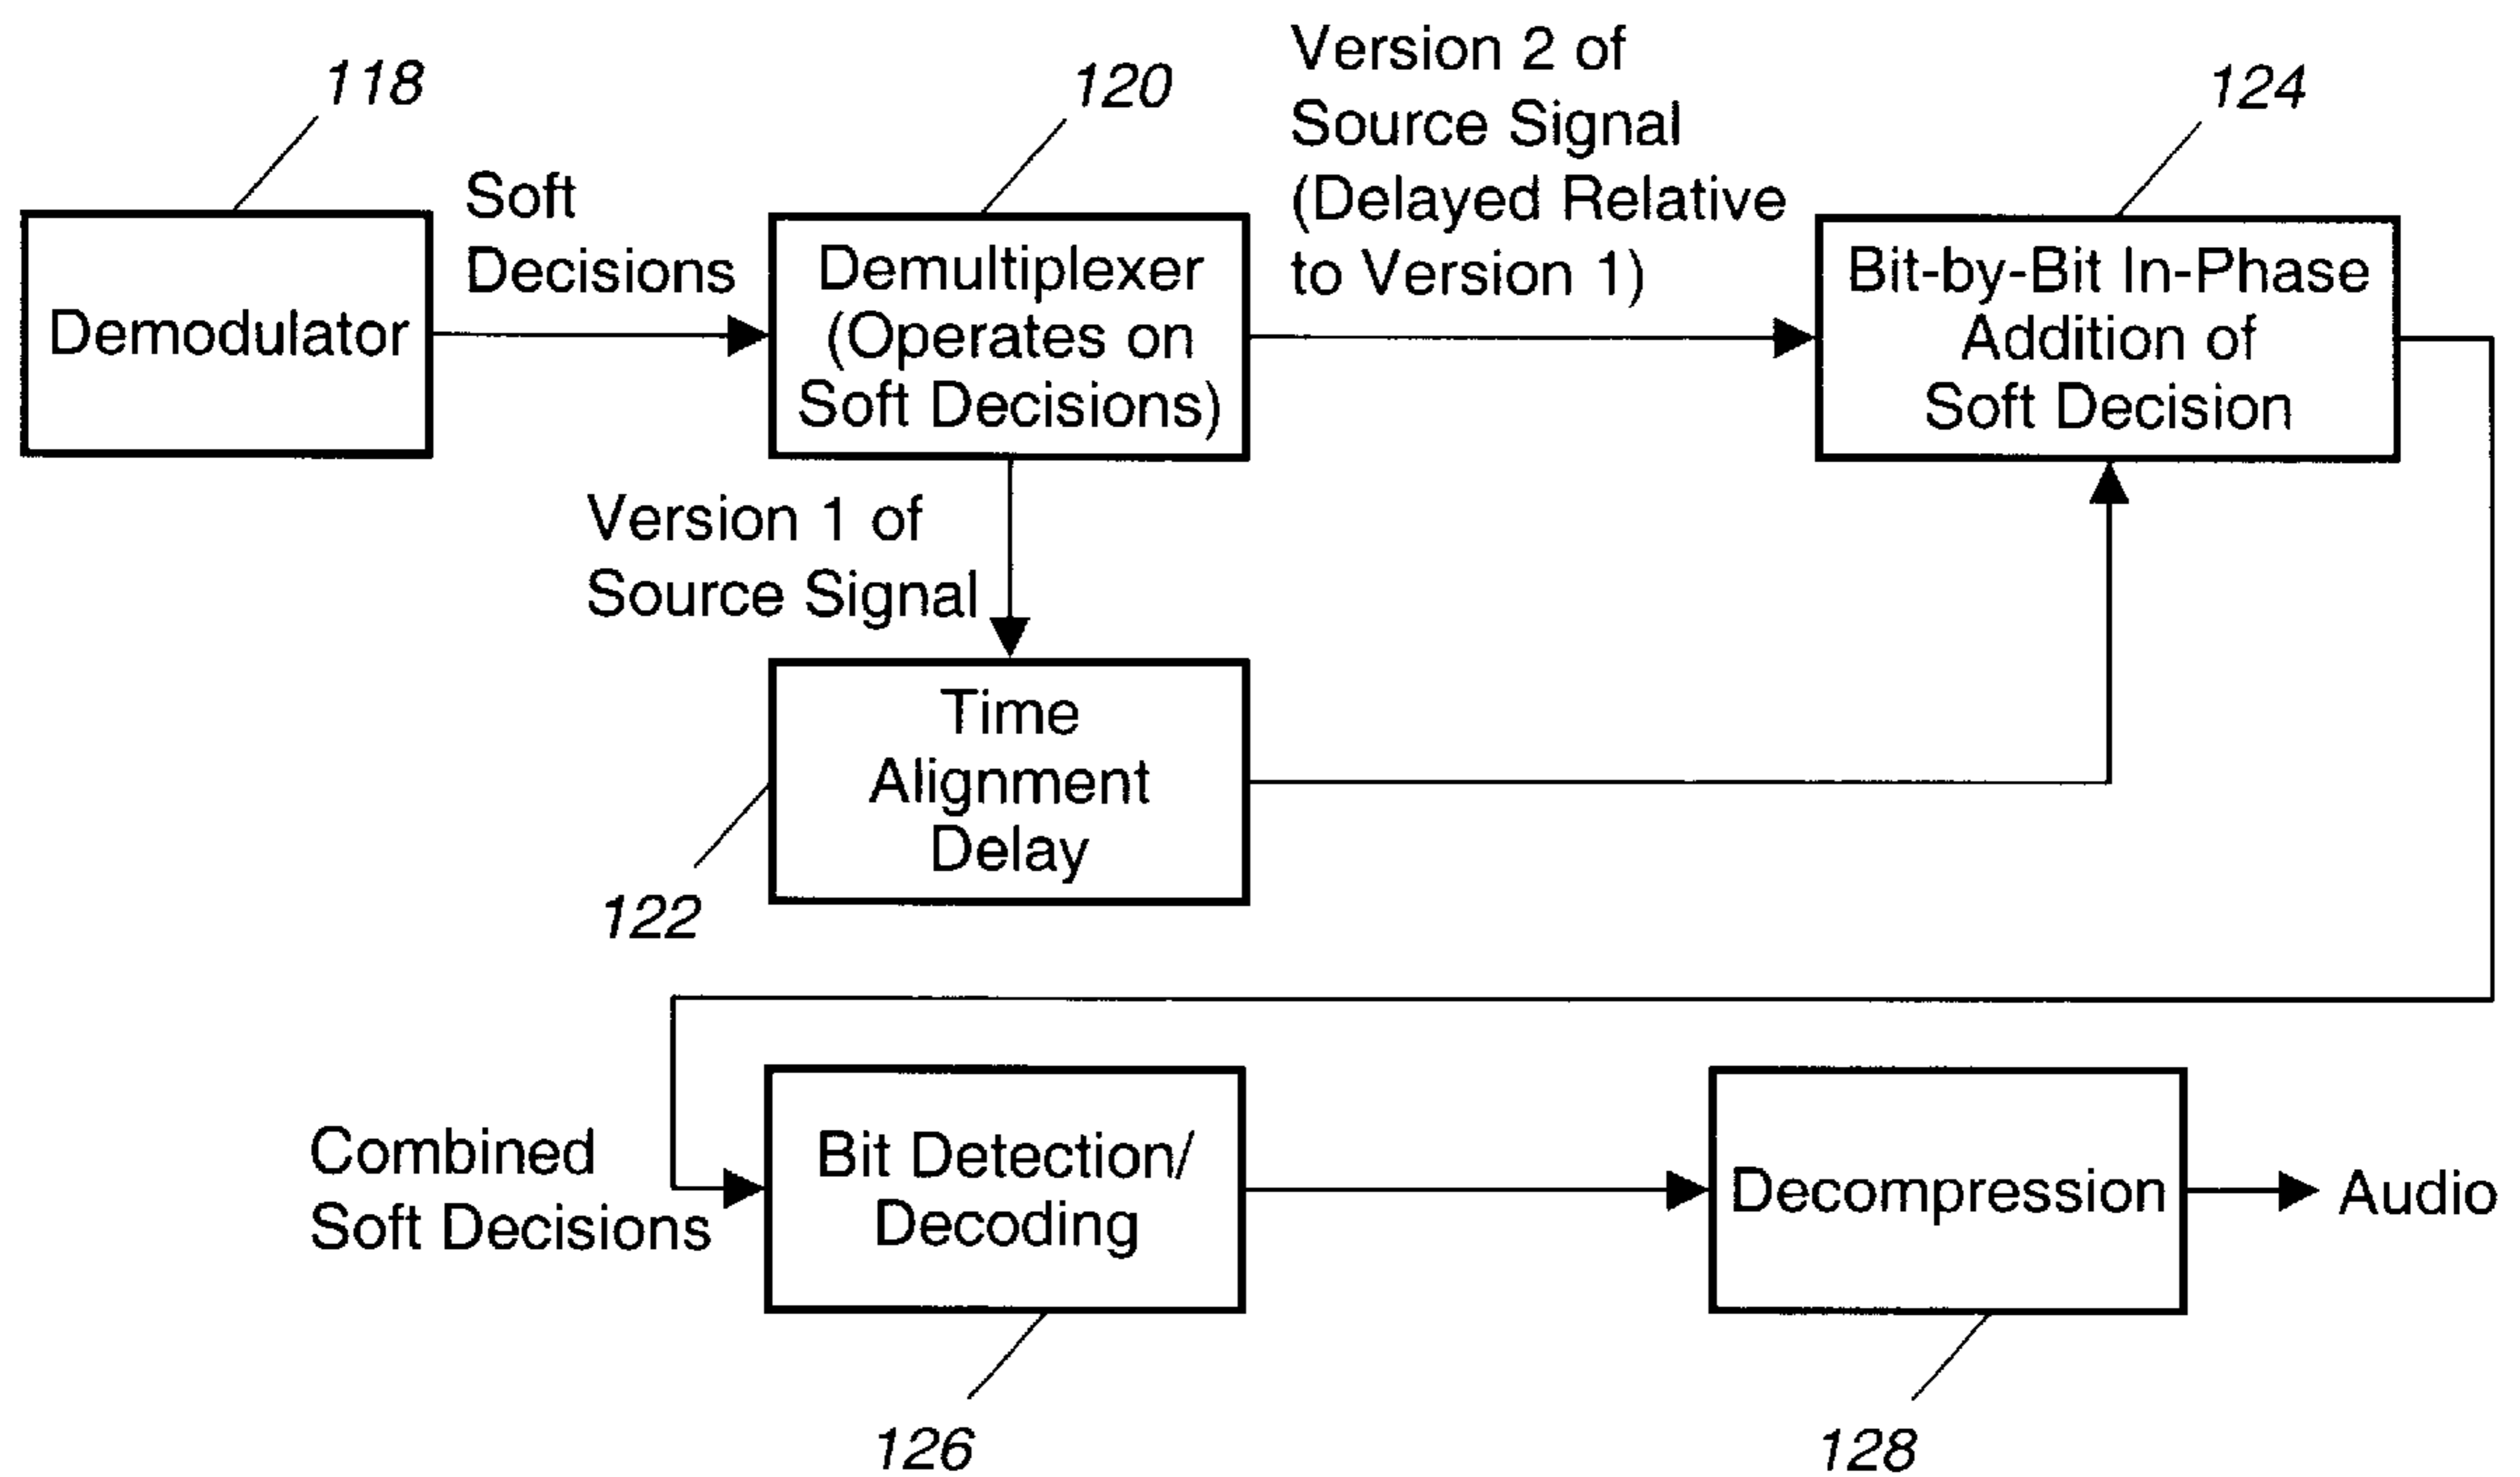 118
Demodulator
Soft
Decisions
120
Demultiplexer
(Operates on
Soft Decisions)
Version 2 of
Source Signal
(Delayed Relative
to Version 1)
124
Bit-by-Bit In-Phase
Addition of
Soft Decision
Version 1 of
Source Signal
Time
Alignment
Delay
122
Combined
Soft Decisions
Bit Detection/
Decoding
126
Decompression
128
Audio